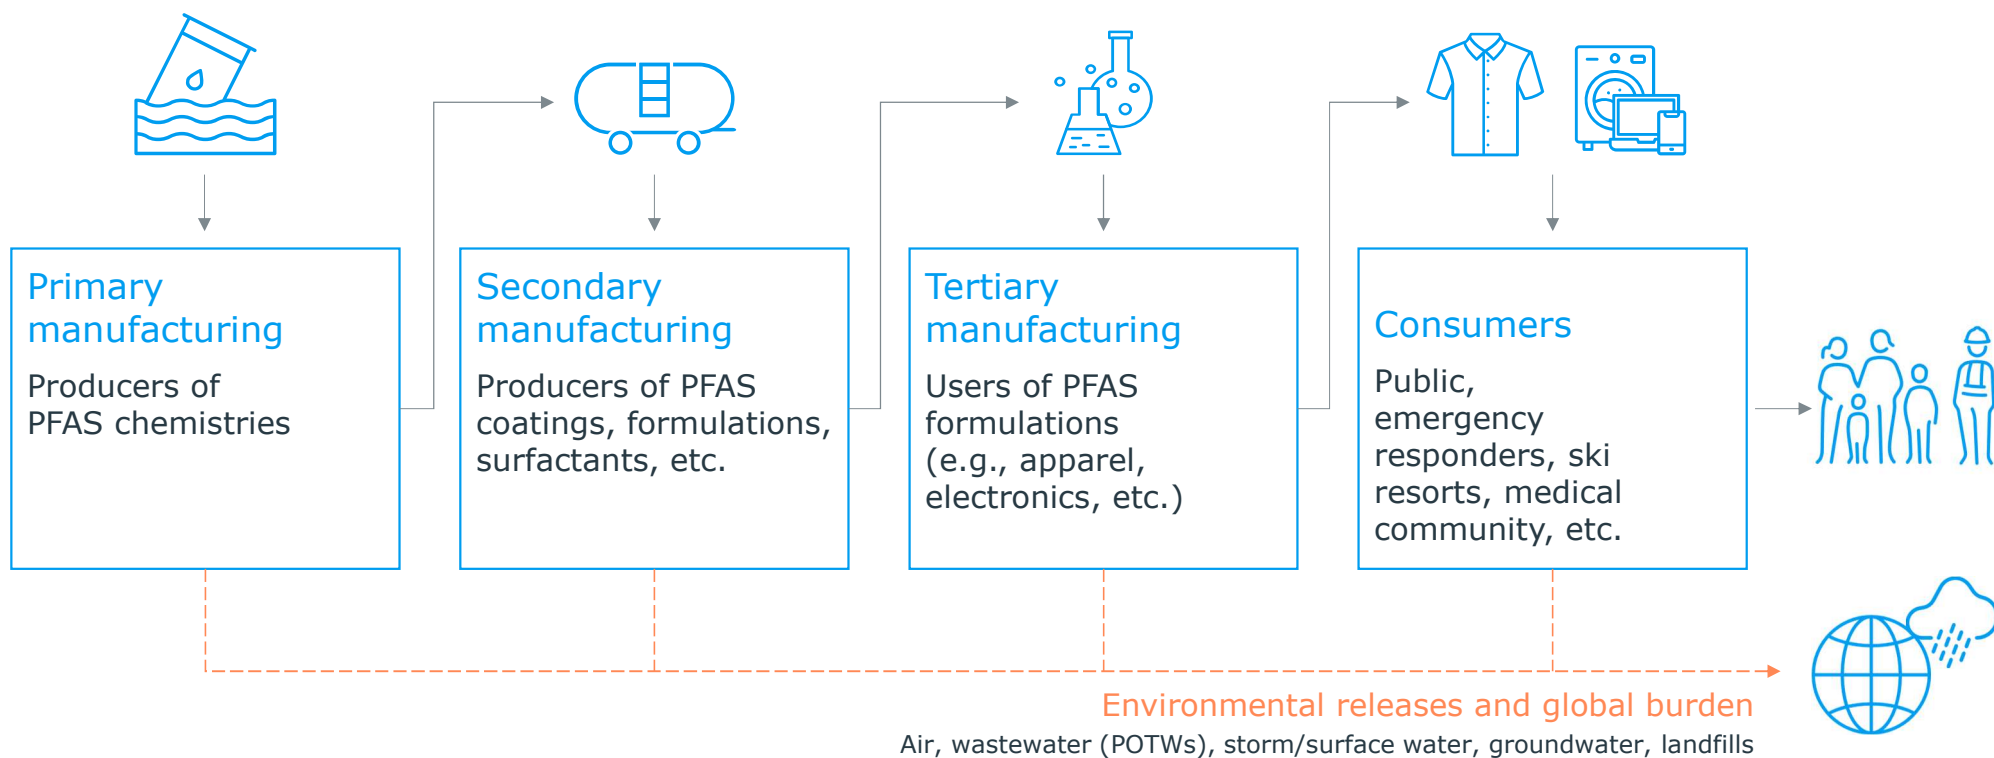 Primary
manufacturing
Producers of
PFAS chemistries
Secondary
manufacturing
Producers of PFAS
coatings, formulations,
surfactants, etc.
Tertiary
manufacturing
Users of PFAS
formulations
(e.g., apparel,
electronics, etc.)
Consumers
Public,
emergency
responders, ski
resorts, medical
community, etc.
Environmental releases and global burden
Air, wastewater (POTWs), storm/surface water, groundwater, landfills